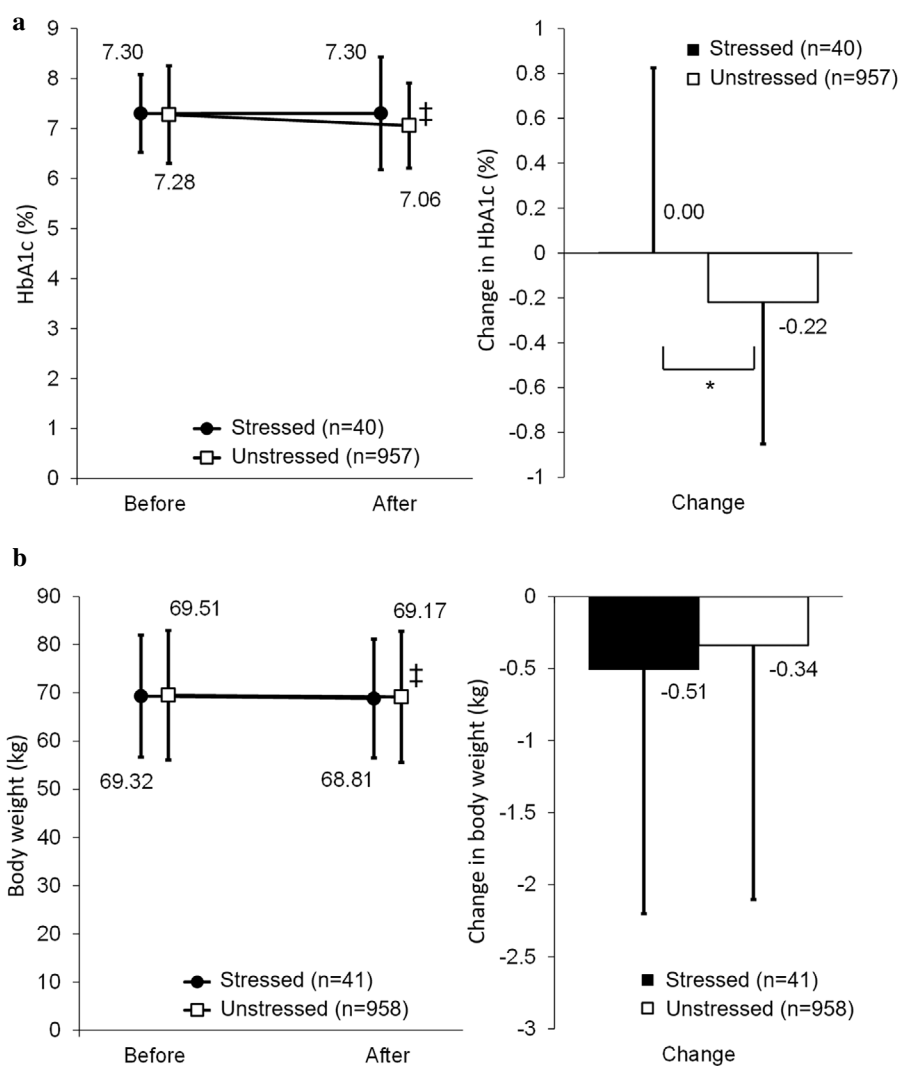 a
9
8
7
6
5
4
3
2
1
0
HbA1c (%)
7.30
7.30
‡
7.28
7.06
Stressed (n=40)
Unstressed (n=957)
Before
After
1
0.8
0.6
0.4
0.2
0
-0.2
-0.4
-0.6
-0.8
-1
Change in HbA1c (%)
Stressed (n=40)
Unstressed (n=957)
0.00
-0.22
*
Change
b
90
80
70
60
50
40
30
20
10
0
Body weight (kg)
69.51
69.17
‡
69.32
68.81
Stressed (n=41)
Unstressed (n=958)
Before
After
0
-0.5
-1
-1.5
-2
-2.5
-3
Change in body weight (kg)
-0.51
-0.34
Stressed (n=41)
Unstressed (n=958)
Change